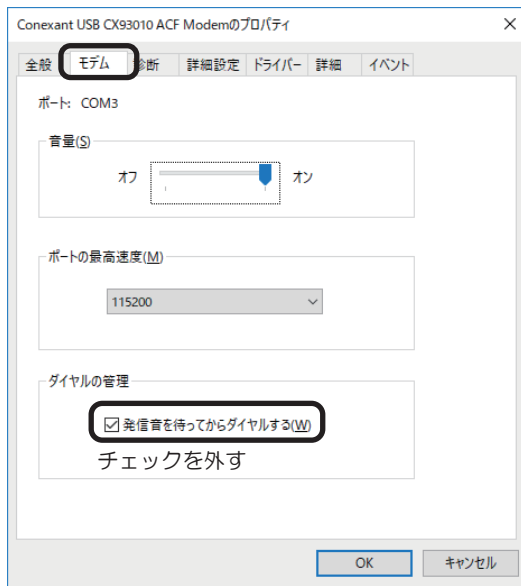 Conexant USB CX93010 ACF Modemのプロパティ
全般 モデム 診断 詳細設定 ドライバー 詳細 イベント
ポート: COM3
音量(S)
オフ オン
ポートの最高速度(M)
115200
ダイヤルの管理
発信音を待ってからダイヤルする(W)
チェックを外す
OK キャンセル